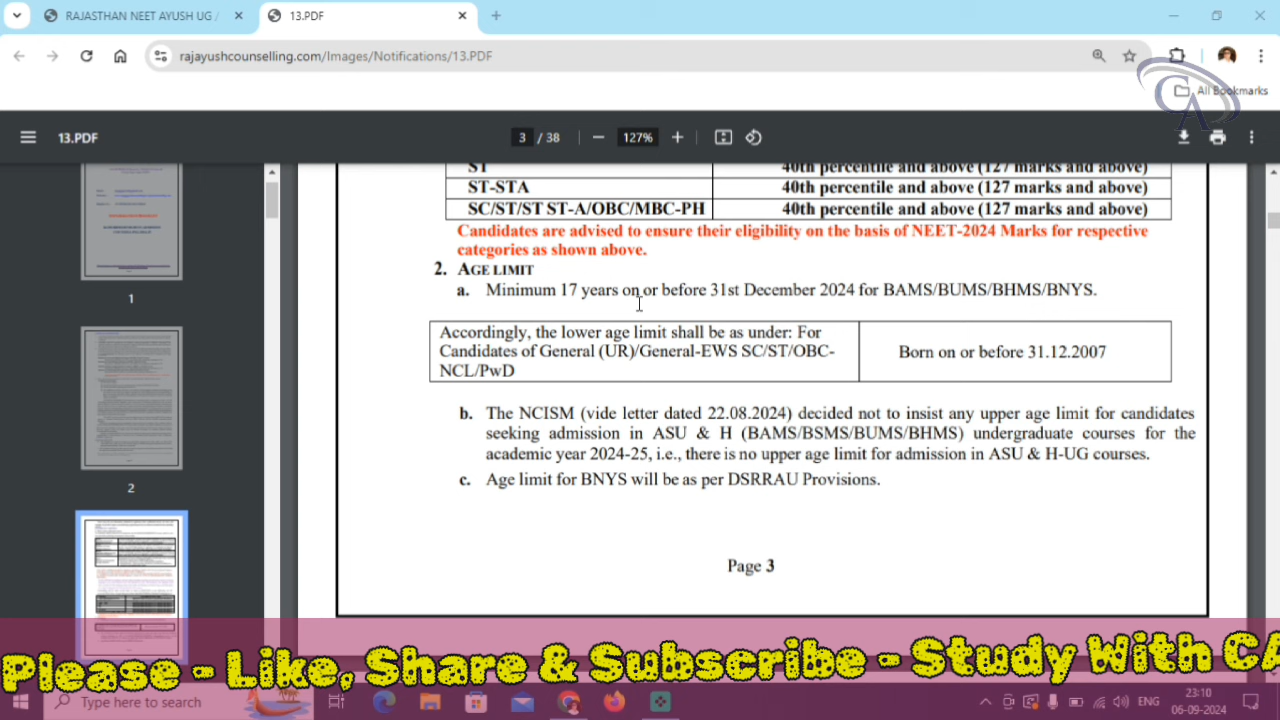 RAJASTHAN NEET AYUSH UG /
13.PDF
rajayushcounselling.com/Images/Notifications/13.PDF
All Bookmarks
CA
13.PDF
3 / 38
127%
1
2
ST 40th percentile and above (127 marks and above)
ST-STA 40th percentile and above (127 marks and above)
SC/ST/ST ST-A/OBC/MBC-PH 40th percentile and above (127 marks and above)
Candidates are advised to ensure their eligibility on the basis of NEET-2024 Marks for respective
categories as shown above.
2. AGE LIMIT
a. Minimum 17 years on or before 31st December 2024 for BAMS/BUMS/BHMS/BNYS.
Accordingly, the lower age limit shall be as under: For
Candidates of General (UR)/General-EWS SC/ST/OBC-
NCL/PwD
Born on or before 31.12.2007
b. The NCISM (vide letter dated 22.08.2024) decided not to insist any upper age limit for candidates
seeking admission in ASU & H (BAMS/BSMS/BUMS/BHMS) undergraduate courses for the
academic year 2024-25, i.e., there is no upper age limit for admission in ASU & H-UG courses.
c. Age limit for BNYS will be as per DSRRAU Provisions.
Page 3
Please - Like, Share & Subscribe - Study With CA
Type here to search
ENG
23:10
06-09-2024